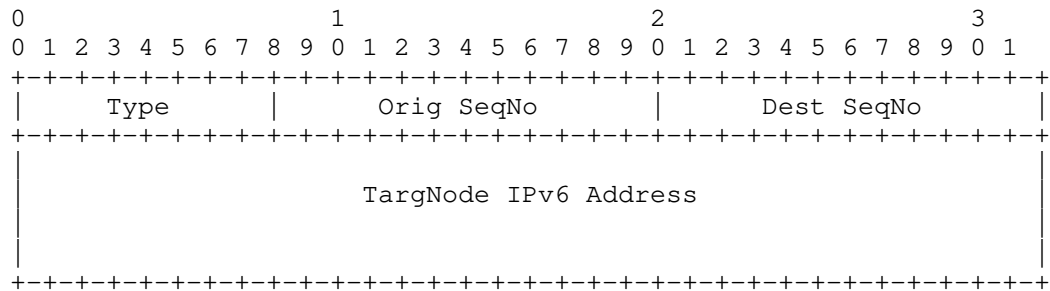 0                   1                   2                   3
0 1 2 3 4 5 6 7 8 9 0 1 2 3 4 5 6 7 8 9 0 1 2 3 4 5 6 7 8 9 0 1
+-+-+-+-+-+-+-+-+-+-+-+-+-+-+-+-+-+-+-+-+-+-+-+-+-+-+-+-+-+-+-+-+
|     Type      |      Orig SeqNo       |      Dest SeqNo       |
+-+-+-+-+-+-+-+-+-+-+-+-+-+-+-+-+-+-+-+-+-+-+-+-+-+-+-+-+-+-+-+-+
|                                                               |
|                     TargNode IPv6 Address                     |
|                                                               |
|                                                               |
+-+-+-+-+-+-+-+-+-+-+-+-+-+-+-+-+-+-+-+-+-+-+-+-+-+-+-+-+-+-+-+-+